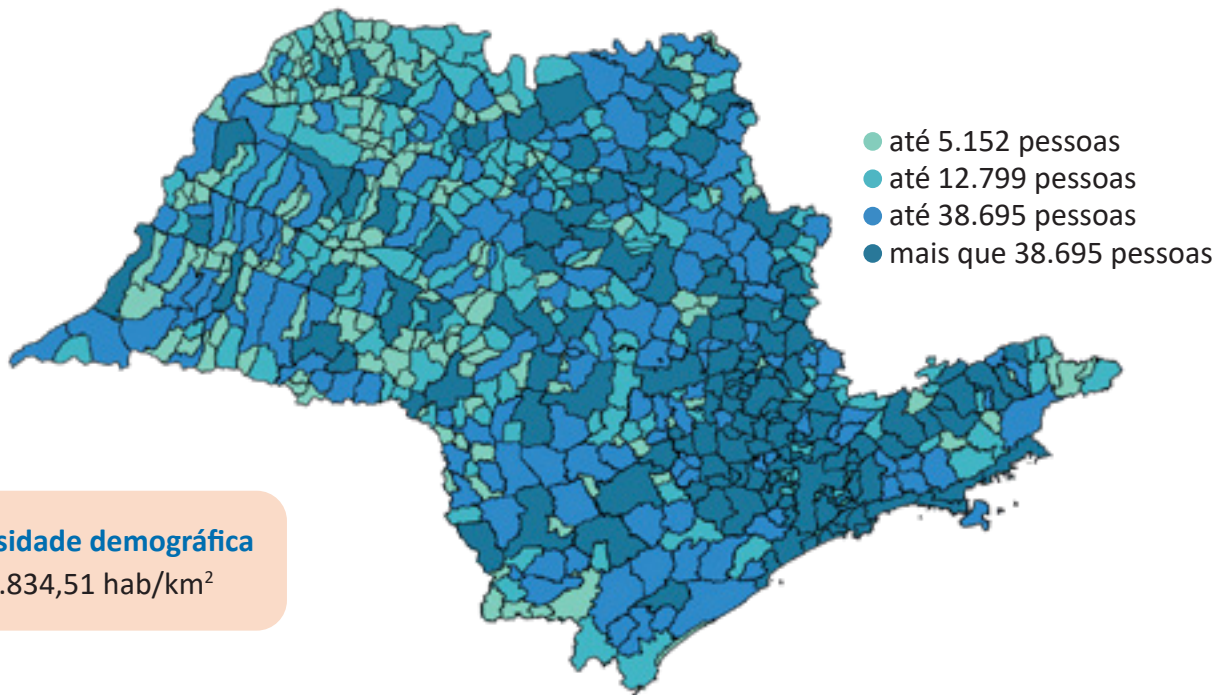 até 5.152 pessoas
até 12.799 pessoas
até 38.695 pessoas
mais que 38.695 pessoas
sidade demográfica
.834,51 hab/km²